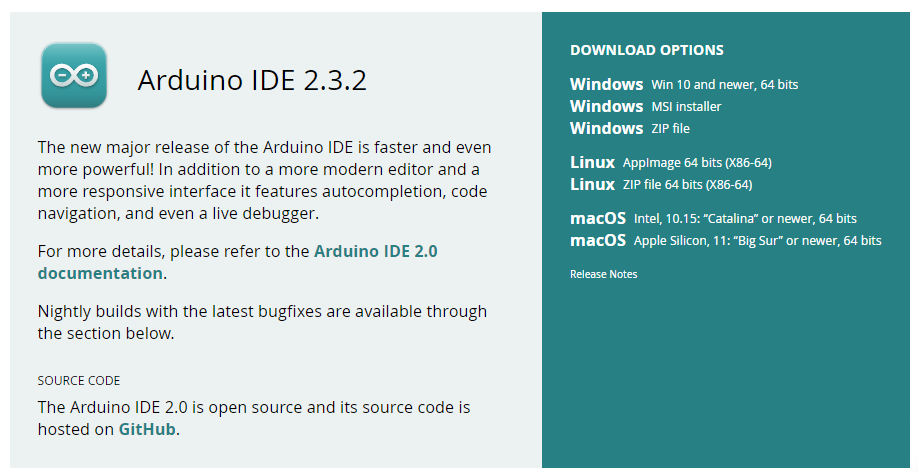 Arduino IDE 2.3.2
The new major release of the Arduino IDE is faster and even
more powerful! In addition to a more modern editor and a
more responsive interface it features autocompletion, code
navigation, and even a live debugger.
For more details, please refer to the Arduino IDE 2.0
documentation.
Nightly builds with the latest bugfixes are available through
the section below.
SOURCE CODE
The Arduino IDE 2.0 is open source and its source code is
hosted on GitHub.
DOWNLOAD OPTIONS
Windows Win 10 and newer, 64 bits
Windows MSI installer
Windows ZIP file
Linux AppImage 64 bits (X86-64)
Linux ZIP file 64 bits (X86-64)
macOS Intel, 10.15: “Catalina” or newer, 64 bits
macOS Apple Silicon, 11: “Big Sur” or newer, 64 bits
Release Notes